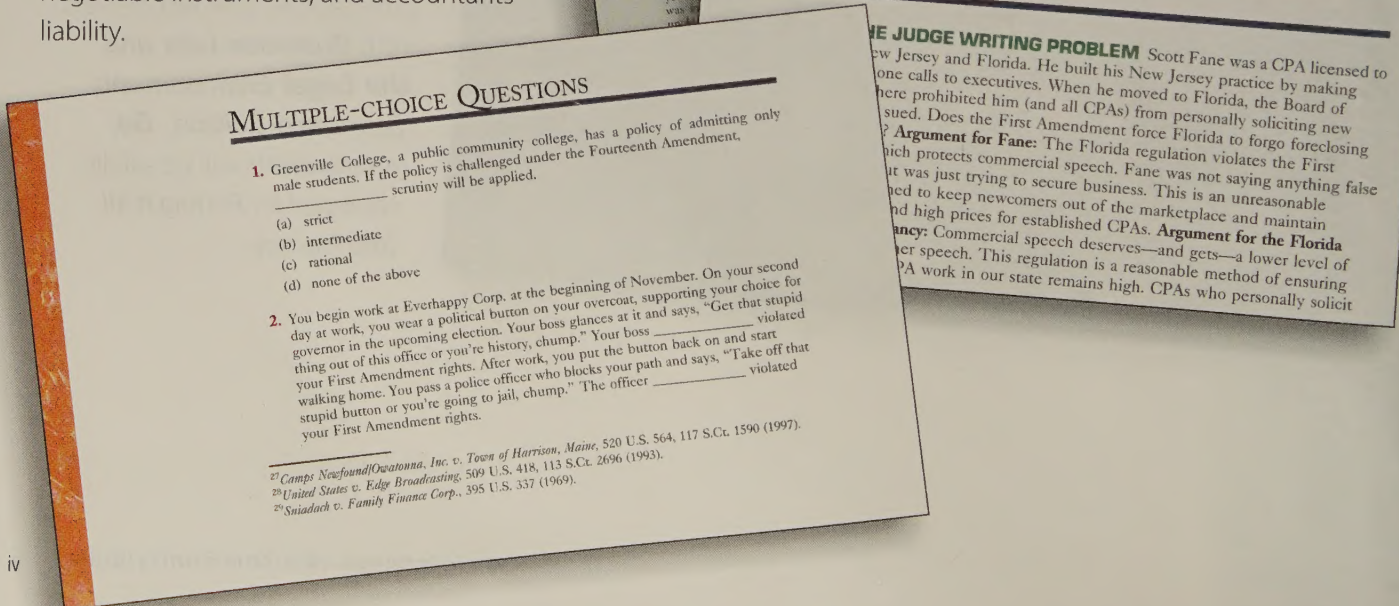 liability.
MULTIPLE-CHOICE QUESTIONS
1. Greenville College, a public community college, has a policy of admitting only
male students. If the policy is challenged under the Fourteenth Amendment,
____________ scrutiny will be applied.
(a) strict
(b) intermediate
(c) rational
(d) none of the above
2. You begin work at Everhappy Corp. at the beginning of November. On your second
day at work, you wear a political button on your overcoat, supporting your choice for
governor in the upcoming election. Your boss glances at it and says, "Get that stupid
thing out of this office or you're history, chump." Your boss ____________ violated
your First Amendment rights. After work, you put the button back on and start
walking home. You pass a police officer who blocks your path and says, "Take off that
stupid button or you're going to jail, chump." The officer ____________ violated
your First Amendment rights.
27 Camps Newfound/Owatonna, Inc. v. Town of Harrison, Maine, 520 U.S. 564, 117 S.Ct. 1590 (1997).
28 United States v. Edge Broadcasting, 509 U.S. 418, 113 S.Ct. 2696 (1993).
29 Sniadach v. Family Finance Corp., 395 U.S. 337 (1969).
JUDGE WRITING PROBLEM Scott Fane was a CPA licensed to
Jersey and Florida. He built his New Jersey practice by making
calls to executives. When he moved to Florida, the Board of
prohibited him (and all CPAs) from personally soliciting new
sued. Does the First Amendment force Florida to forgo foreclosing
? Argument for Fane: The Florida regulation violates the First
which protects commercial speech. Fane was not saying anything false
was just trying to secure business. This is an unreasonable
to keep newcomers out of the marketplace and maintain
high prices for established CPAs. Argument for the Florida
Commercial speech deserves—and gets—a lower level of
speech. This regulation is a reasonable method of ensuring
CPA work in our state remains high. CPAs who personally solicit
iv